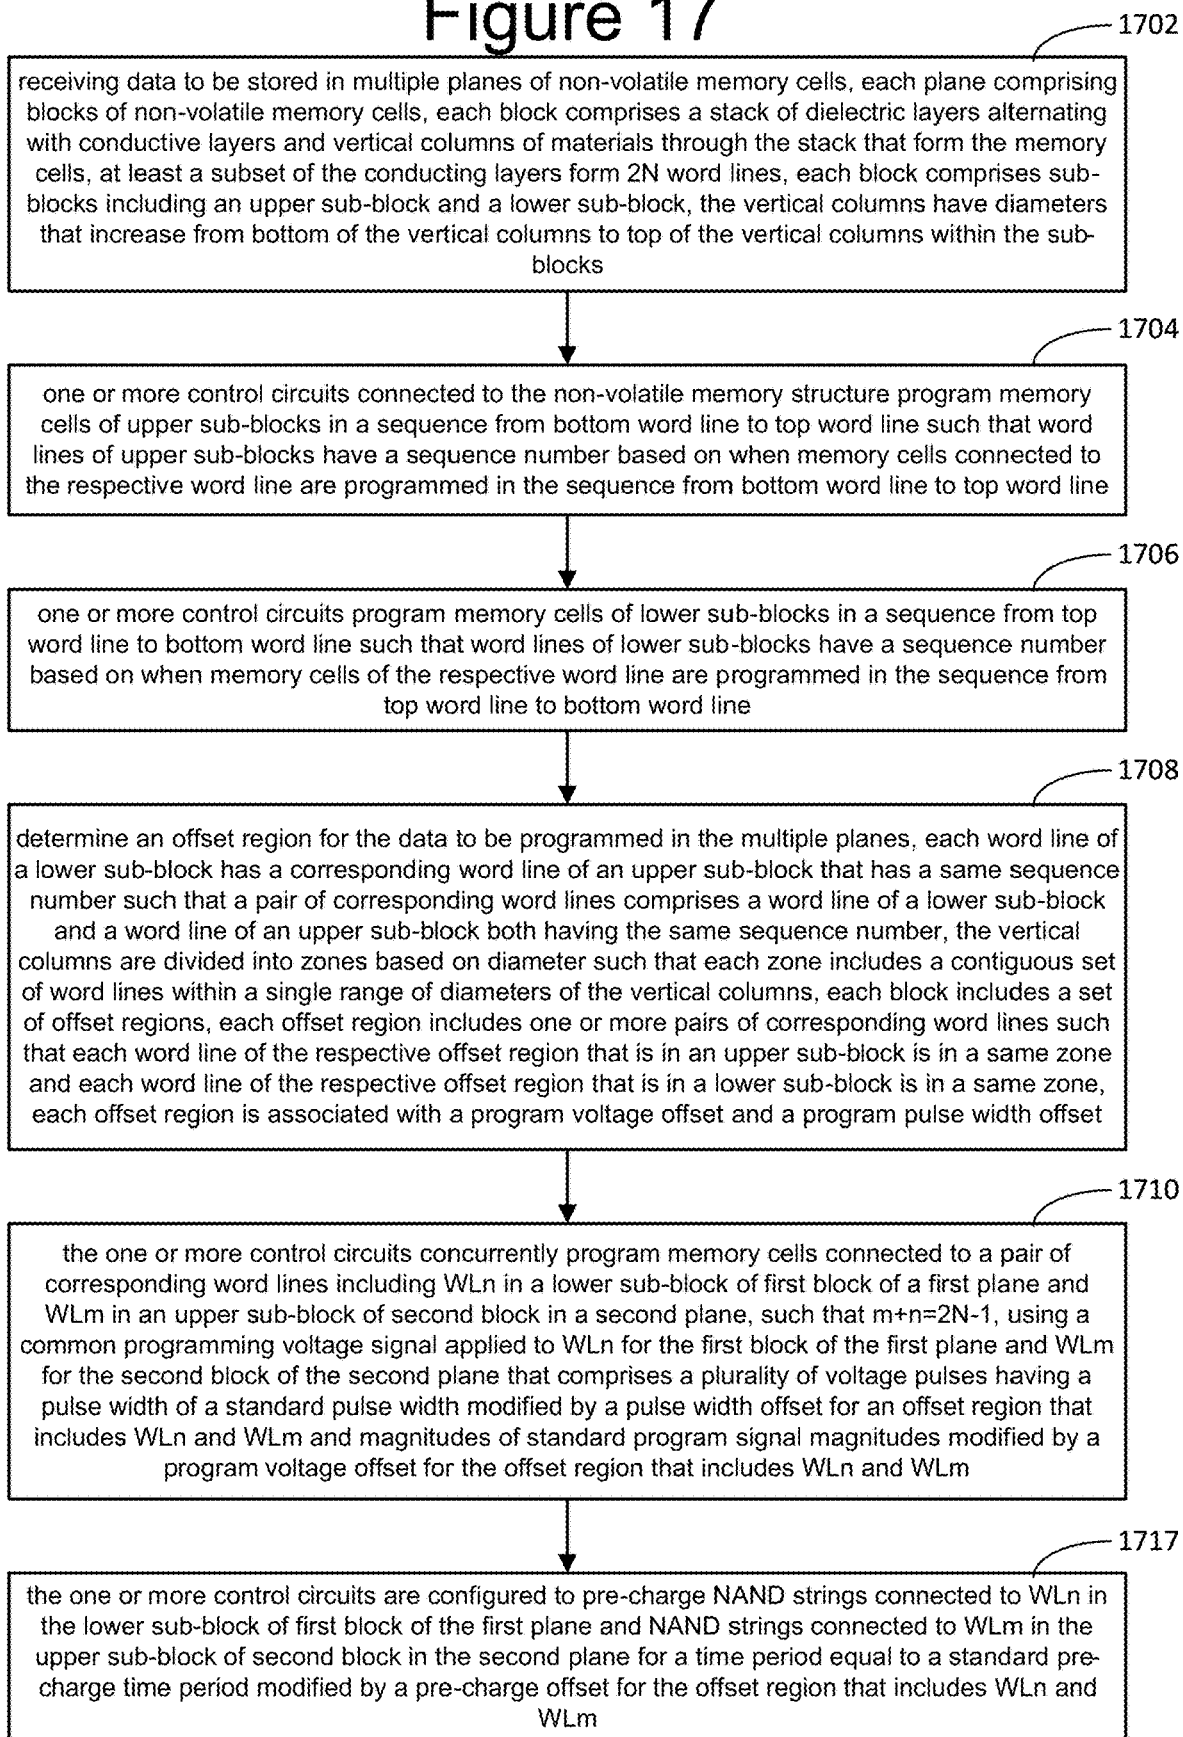 Figure 17
1702
receiving data to be stored in multiple planes of non-volatile memory cells, each plane comprising
blocks of non-volatile memory cells, each block comprises a stack of dielectric layers alternating
with conductive layers and vertical columns of materials through the stack that form the memory
cells, at least a subset of the conducting layers form 2N word lines, each block comprises sub-
blocks including an upper sub-block and a lower sub-block, the vertical columns have diameters
that increase from bottom of the vertical columns to top of the vertical columns within the sub-
blocks
1704
one or more control circuits connected to the non-volatile memory structure program memory
cells of upper sub-blocks in a sequence from bottom word line to top word line such that word
lines of upper sub-blocks have a sequence number based on when memory cells connected to
the respective word line are programmed in the sequence from bottom word line to top word line
1706
one or more control circuits program memory cells of lower sub-blocks in a sequence from top
word line to bottom word line such that word lines of lower sub-blocks have a sequence number
based on when memory cells of the respective word line are programmed in the sequence from
top word line to bottom word line
1708
determine an offset region for the data to be programmed in the multiple planes, each word line of
a lower sub-block has a corresponding word line of an upper sub-block that has a same sequence
number such that a pair of corresponding word lines comprises a word line of a lower sub-block
and a word line of an upper sub-block both having the same sequence number, the vertical
columns are divided into zones based on diameter such that each zone includes a contiguous set
of word lines within a single range of diameters of the vertical columns, each block includes a set
of offset regions, each offset region includes one or more pairs of corresponding word lines such
that each word line of the respective offset region that is in an upper sub-block is in a same zone
and each word line of the respective offset region that is in a lower sub-block is in a same zone,
each offset region is associated with a program voltage offset and a program pulse width offset
1710
the one or more control circuits concurrently program memory cells connected to a pair of
corresponding word lines including WLn in a lower sub-block of first block of a first plane and
WLm in an upper sub-block of second block in a second plane, such that m+n=2N-1, using a
common programming voltage signal applied to WLn for the first block of the first plane and WLm
for the second block of the second plane that comprises a plurality of voltage pulses having a
pulse width of a standard pulse width modified by a pulse width offset for an offset region that
includes WLn and WLm and magnitudes of standard program signal magnitudes modified by a
program voltage offset for the offset region that includes WLn and WLm
1717
the one or more control circuits are configured to pre-charge NAND strings connected to WLn in
the lower sub-block of first block of the first plane and NAND strings connected to WLm in the
upper sub-block of second block in the second plane for a time period equal to a standard pre-
charge time period modified by a pre-charge offset for the offset region that includes WLn and
WLm